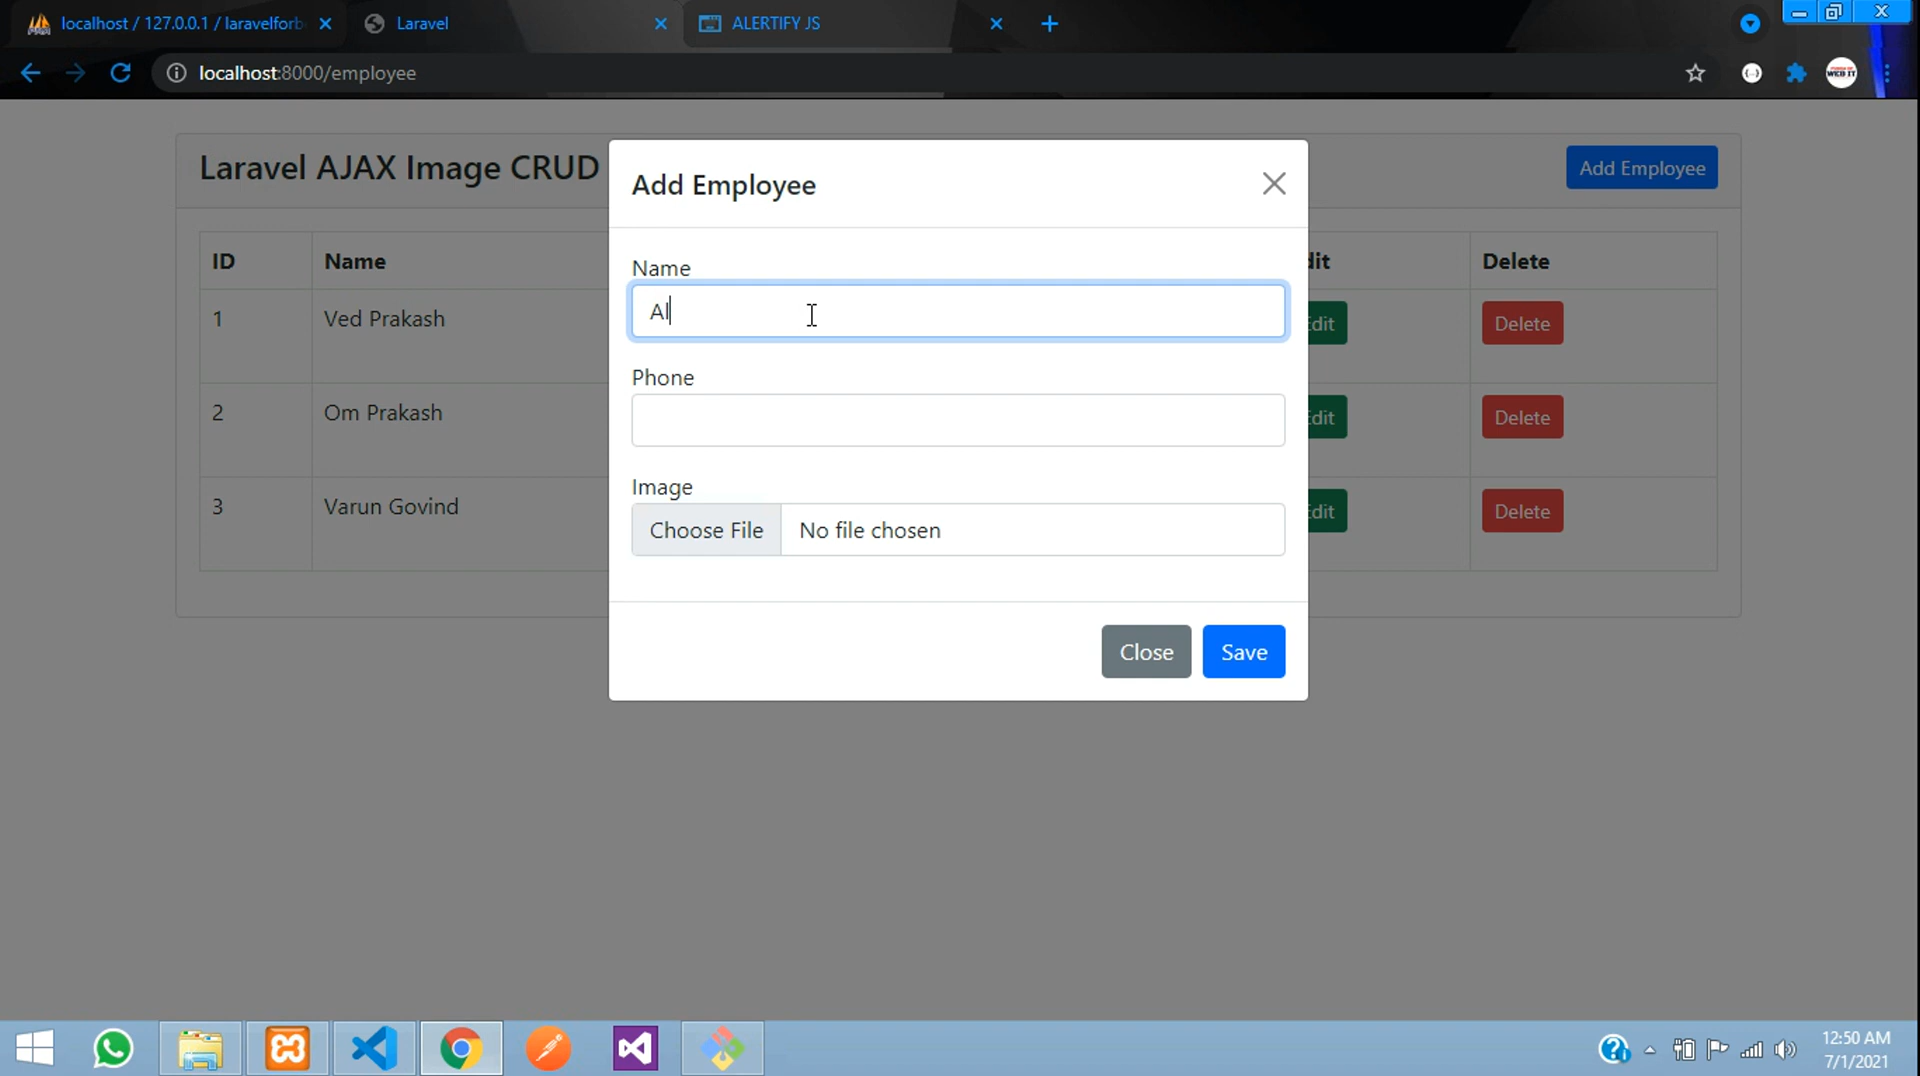 localhost / 127.0.0.1 / laravelforb
Laravel
ALERTIFY JS
localhost:8000/employee
WEB IT
Laravel AJAX Image CRUD
Add Employee
Add Employee
ID
Name
dit
Delete
Name
Al
1
Ved Prakash
Edit
Delete
Phone
2
Om Prakash
Edit
Delete
Image
Choose File
No file chosen
3
Varun Govind
Edit
Delete
Close
Save
12:50 AM
7/1/2021